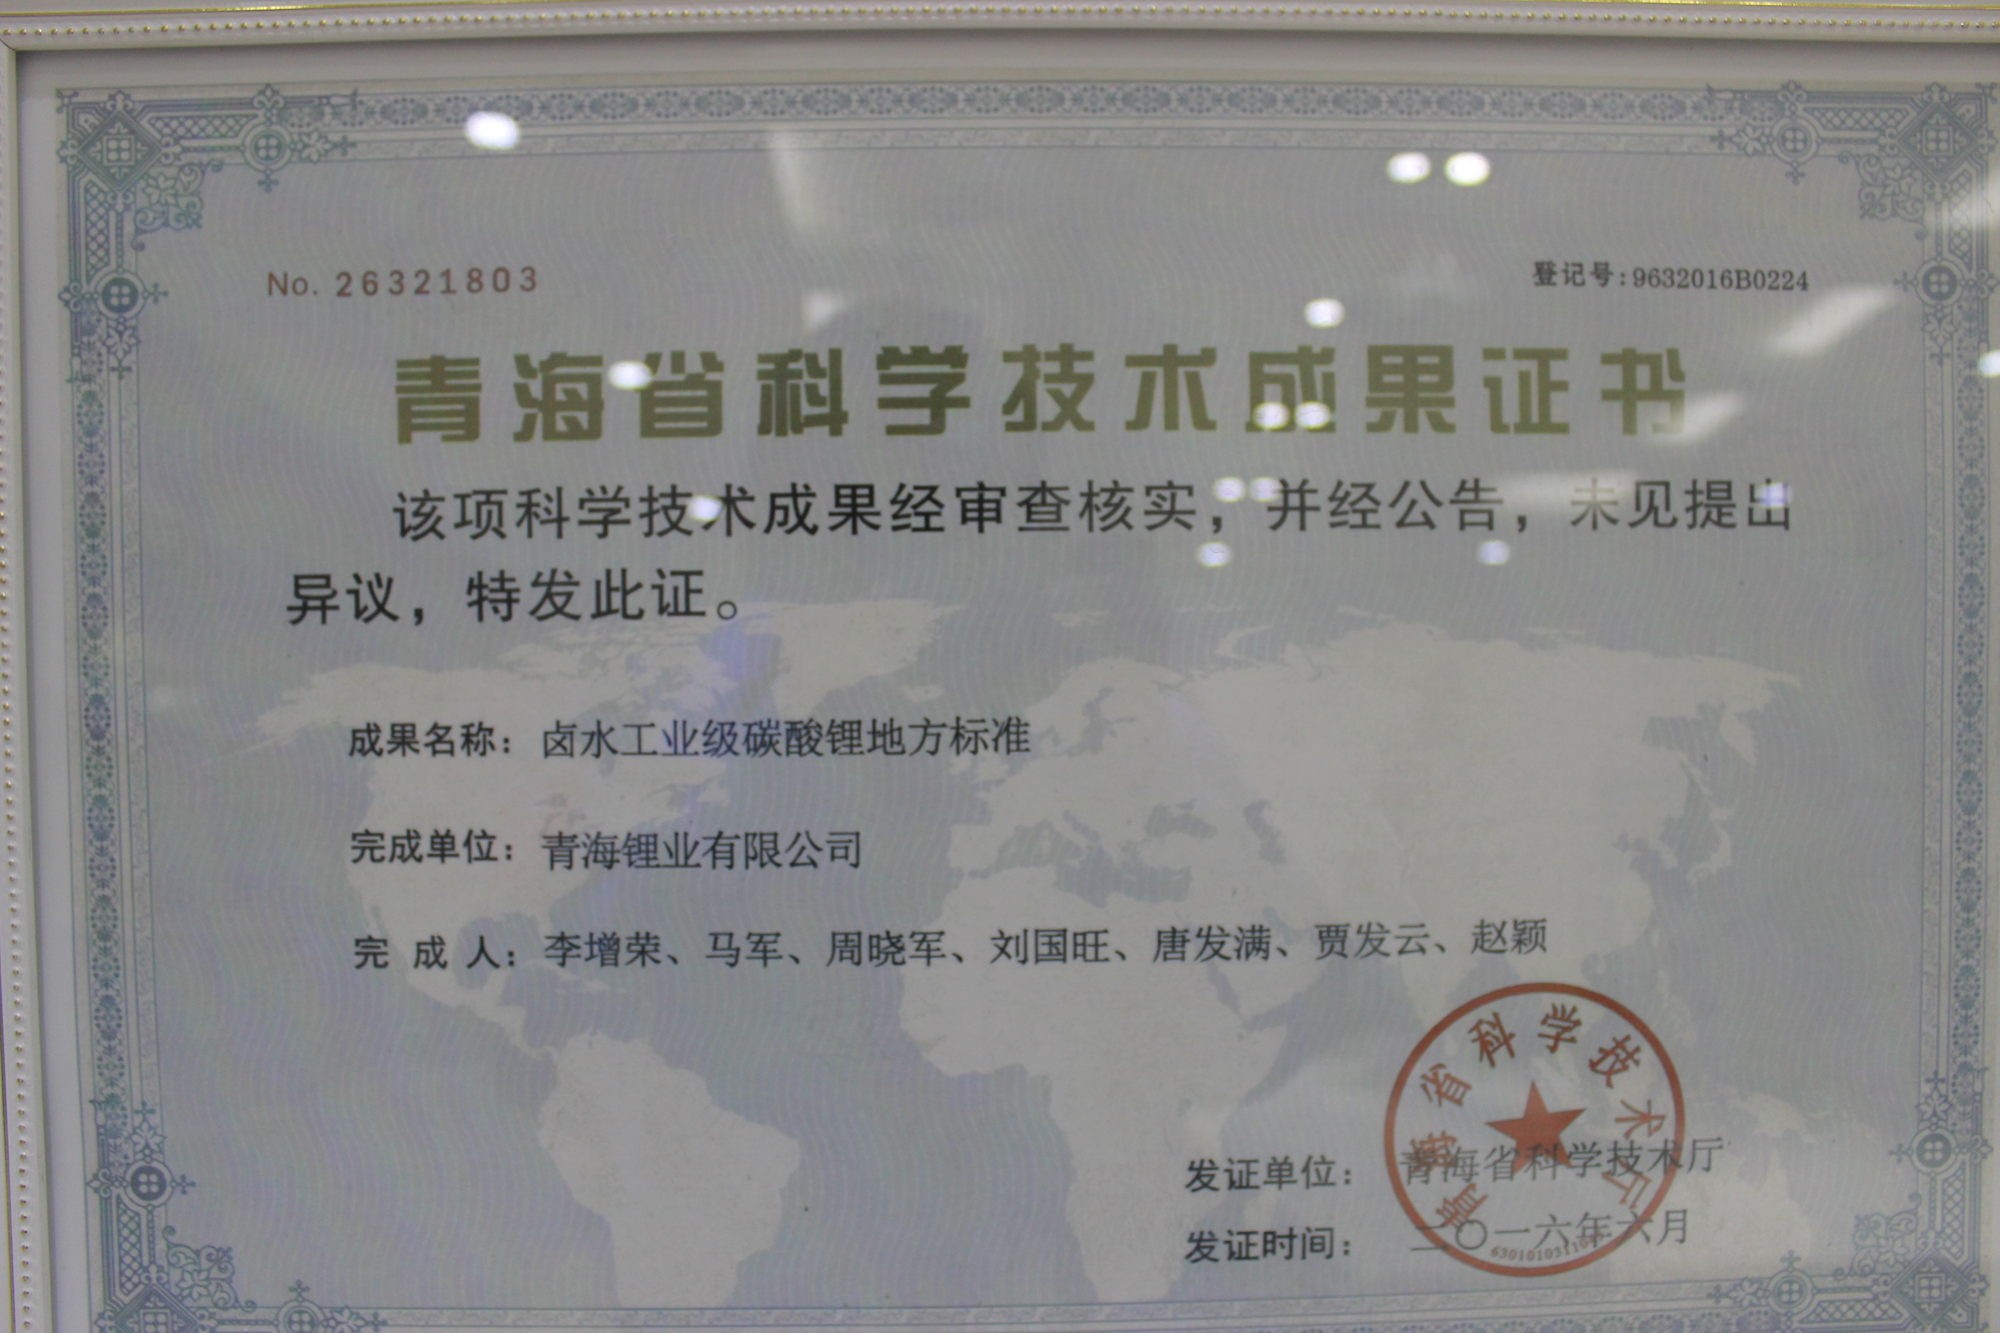 No. 26321803
登记号:9632016B0224
青海省科学技术成果证书
该项科学技术成果经审查核实，并经公告，未见提出
异议，特发此证。
成果名称：卤水工业级碳酸锂地方标准
完成单位：青海锂业有限公司
完 成 人：李增荣、马军、周晓军、刘国旺、唐发满、贾发云、赵颖
青海省科学技术厅
发证单位：青海省科学技术厅
发证时间：二〇一六年六月